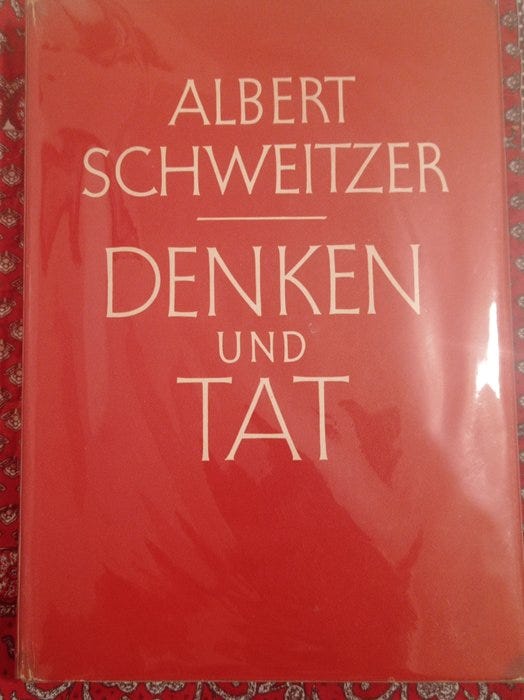 ALBERT
SCHWEITZER
DENKEN
UND
TAT